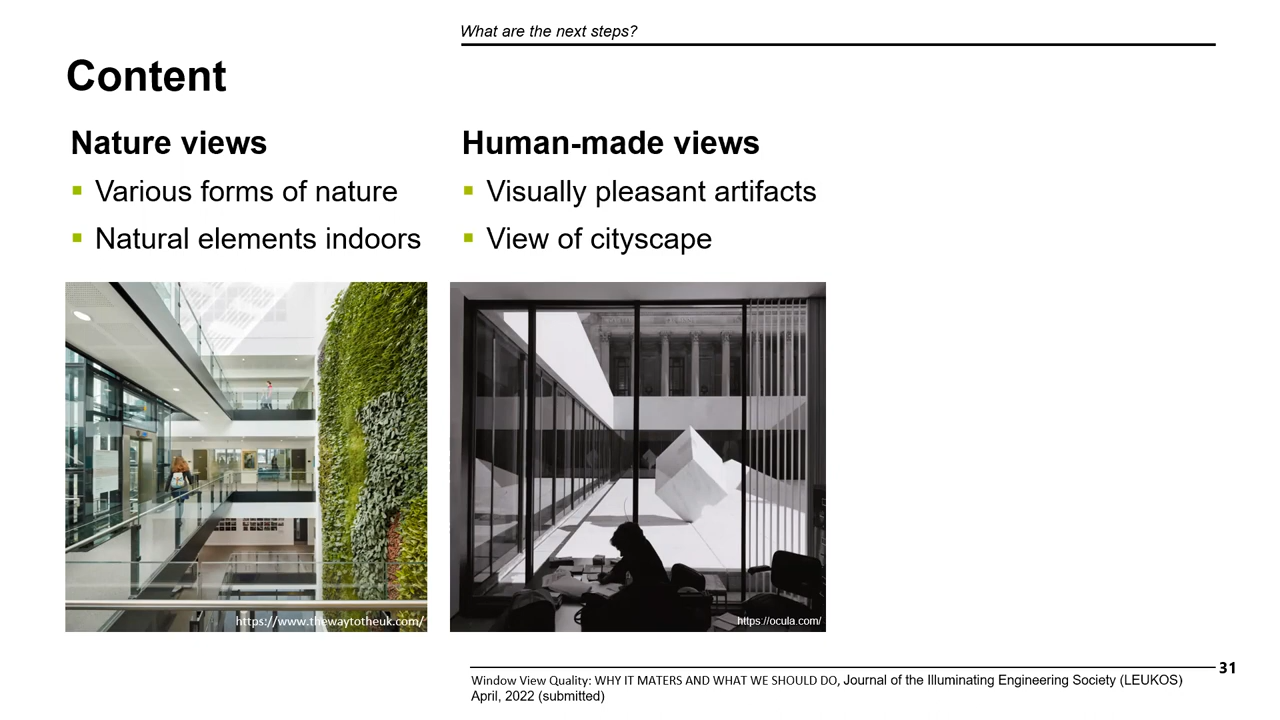 What are the next steps?
Content
Nature views
▪ Various forms of nature
▪ Natural elements indoors
Human-made views
▪ Visually pleasant artifacts
▪ View of cityscape
https://www.thewaytotheuk.com/
https://ocula.com/
31
Window View Quality: WHY IT MATERS AND WHAT WE SHOULD DO, Journal of the Illuminating Engineering Society (LEUKOS)
April, 2022 (submitted)